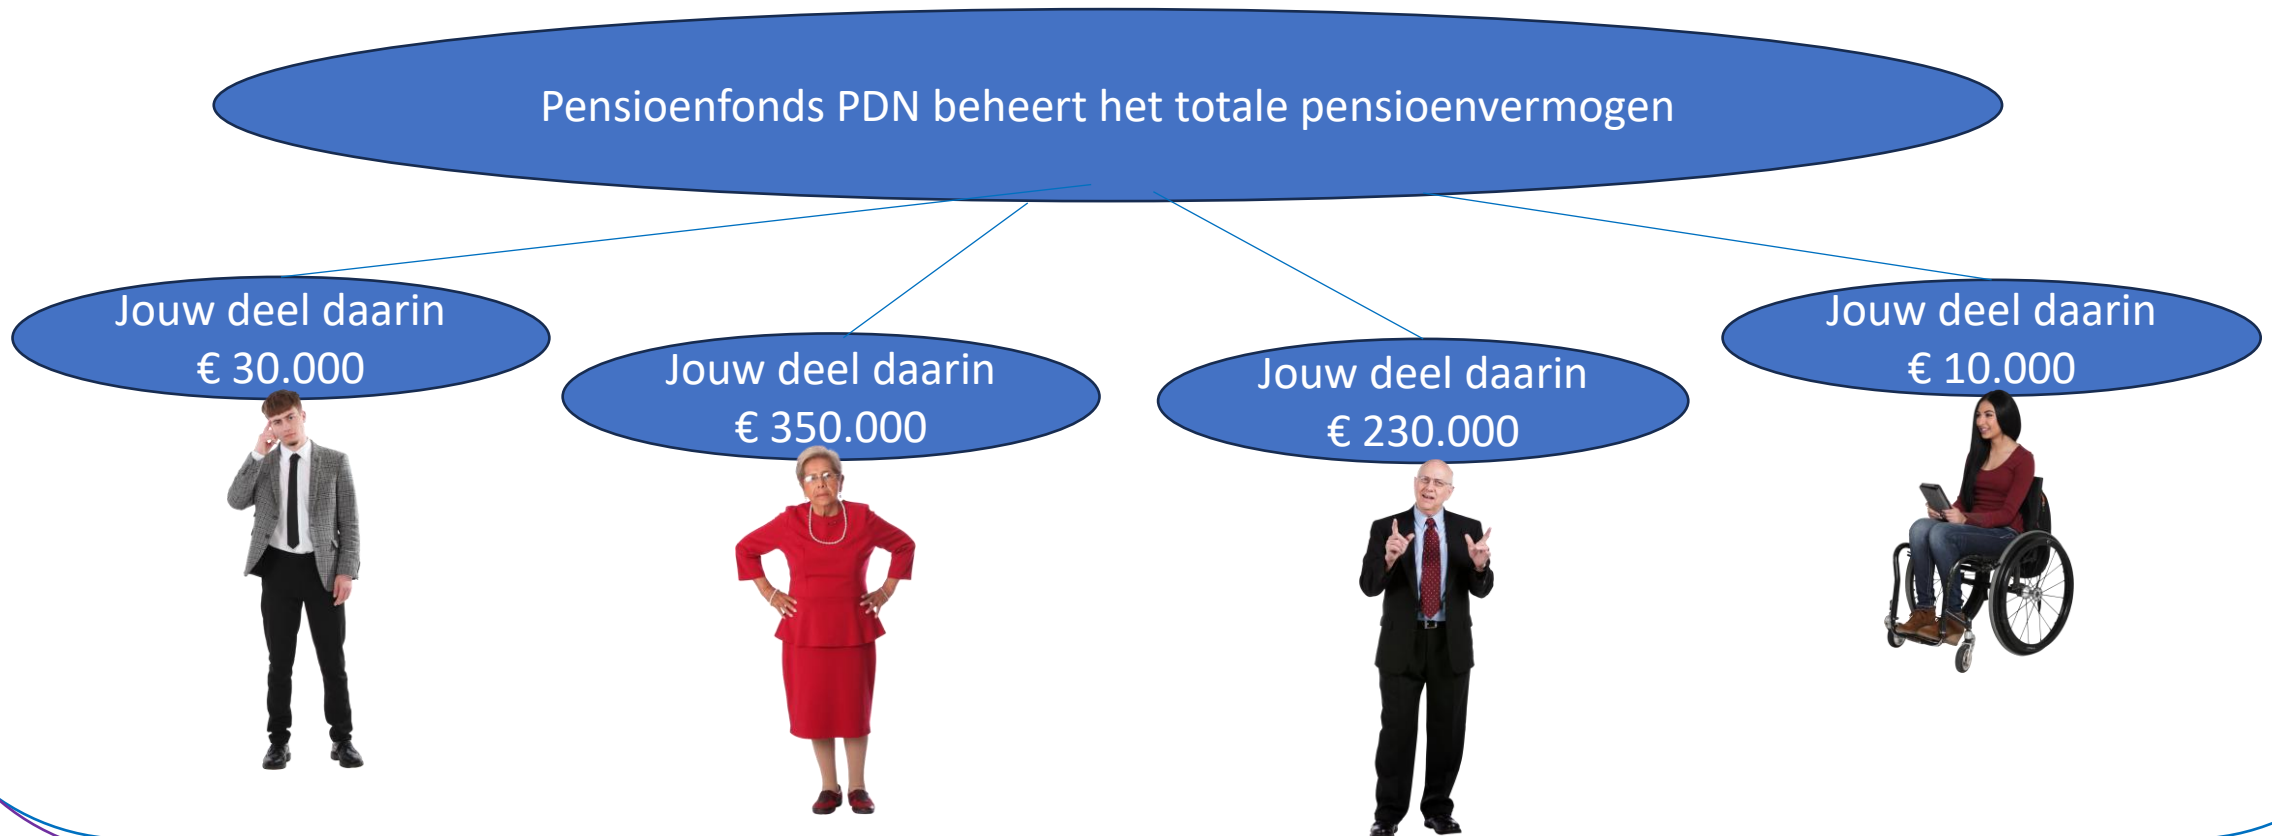 Pensioenfonds PDN beheert het totale pensioenvermogen
Jouw deel daarin
€ 30.000
Jouw deel daarin
€ 350.000
Jouw deel daarin
€ 230.000
Jouw deel daarin
€ 10.000